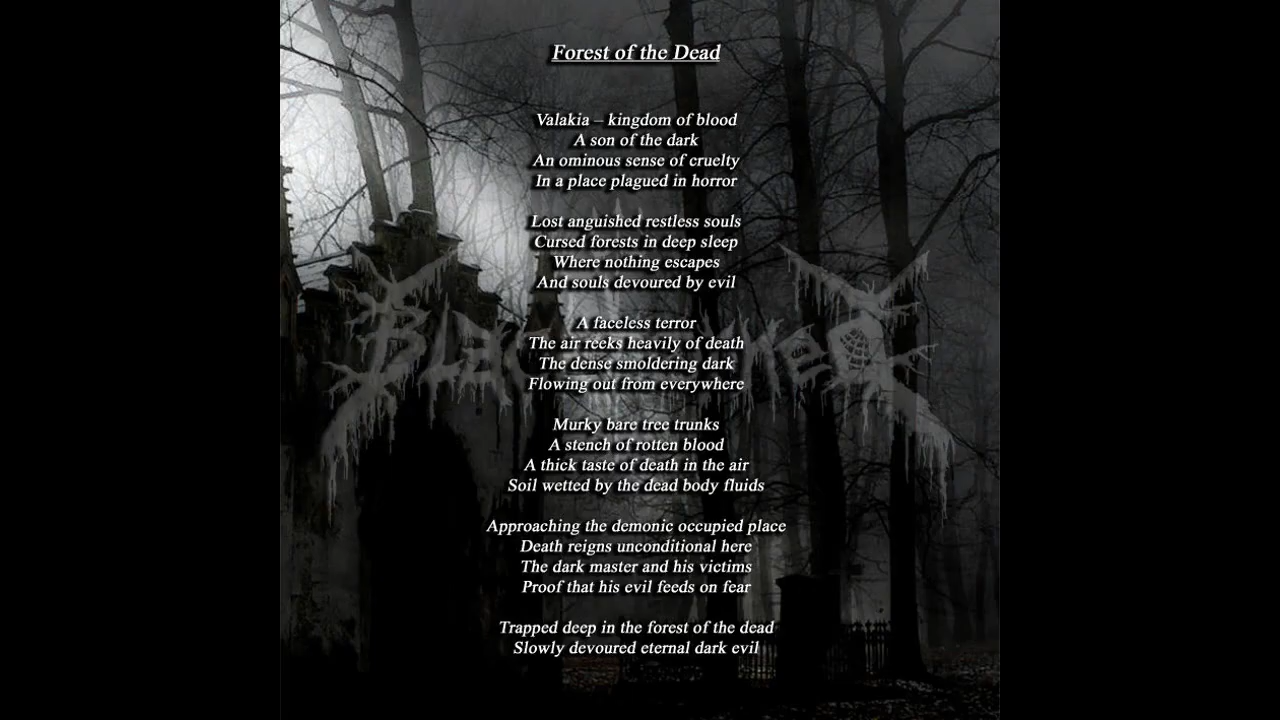 Forest of the Dead
Valakia – kingdom of blood
A son of the dark
An ominous sense of cruelty
In a place plagued in horror
Lost anguished restless souls
Cursed forests in deep sleep
Where nothing escapes
And souls devoured by evil
A faceless terror
The air reeks heavily of death
The dense smoldering dark
Flowing out from everywhere
Murky bare tree trunks
A stench of rotten blood
A thick taste of death in the air
Soil wetted by the dead body fluids
Approaching the demonic occupied place
Death reigns unconditional here
The dark master and his victims
Proof that his evil feeds on fear
Trapped deep in the forest of the dead
Slowly devoured eternal dark evil